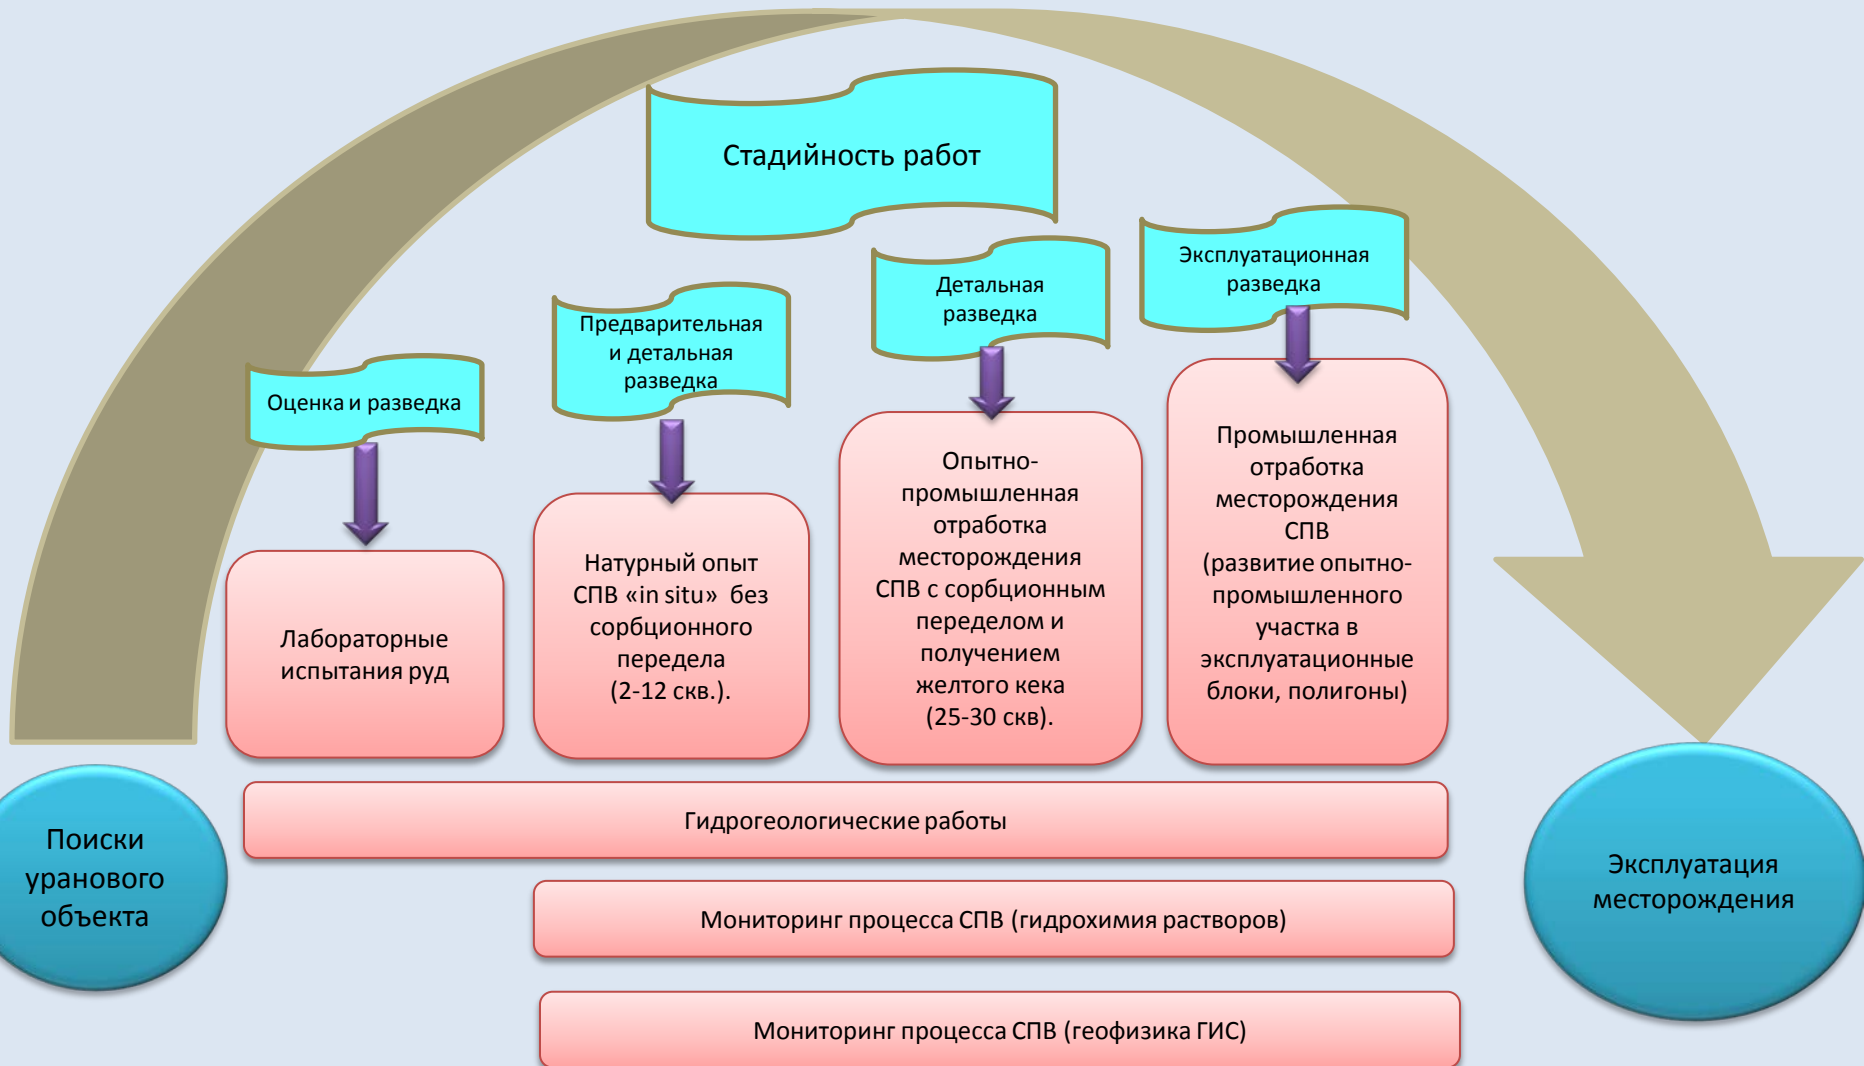 Стадийность работ
Оценка и разведка
Предварительная
и детальная
разведка
Детальная
разведка
Эксплуатационная
разведка
Лабораторные
испытания руд
Натурный опыт
СПВ «in situ» без
сорбционного
передела
(2-12 скв.).
Опытно-
промышленная
отработка
месторождения
СПВ с сорбционным
переделом и
получением
желтого кека
(25-30 скв).
Промышленная
отработка
месторождения
СПВ
(развитие опытно-
промышленного
участка в
эксплуатационные
блоки, полигоны)
Поиски
уранового
объекта
Гидрогеологические работы
Мониторинг процесса СПВ (гидрохимия растворов)
Мониторинг процесса СПВ (геофизика ГИС)
Эксплуатация
месторождения